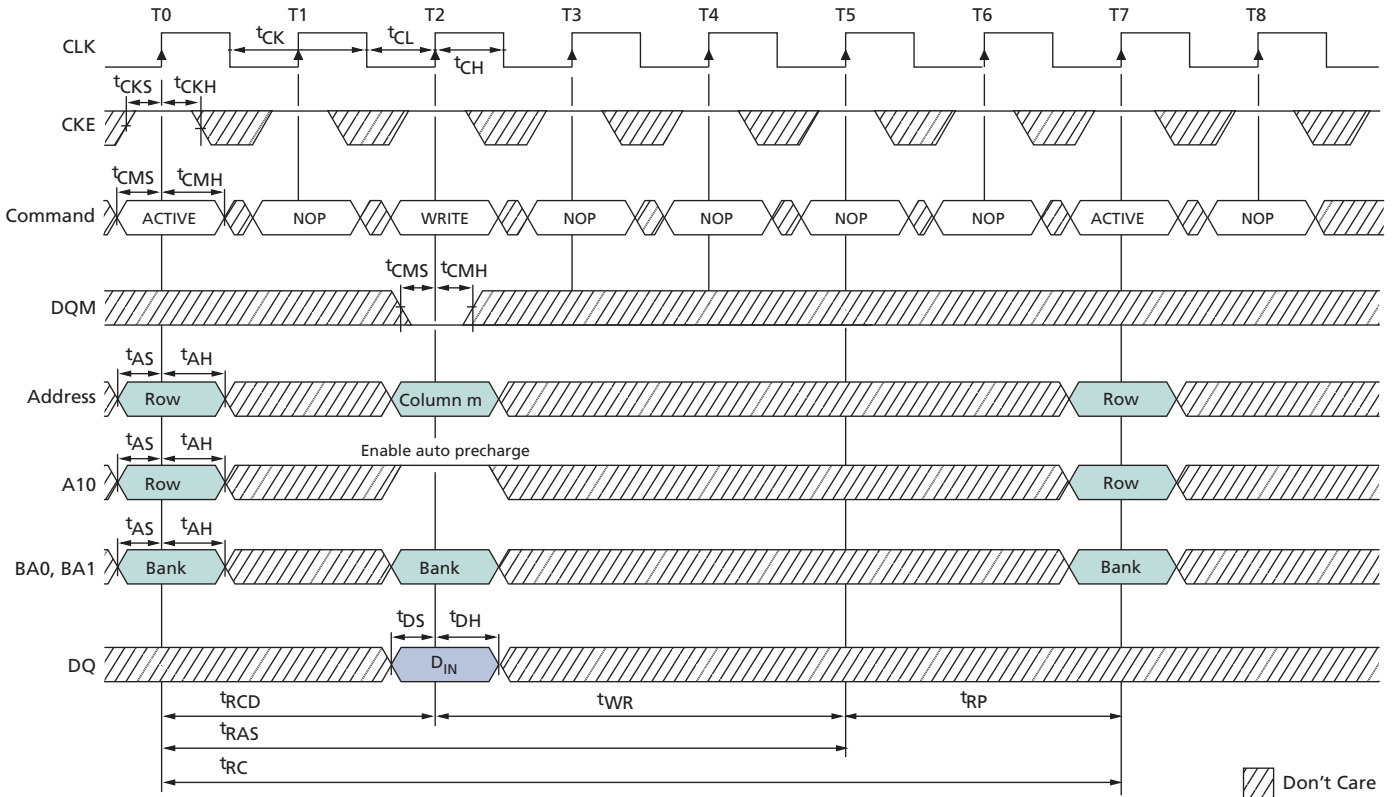 T0 T1 T2 T3 T4 T5 T6 T7 T8
CLK
tCK tCL
tCH
tCKS tCKH
CKE
tCMS tCMH
Command ACTIVE NOP WRITE NOP NOP NOP NOP ACTIVE NOP
tCMS tCMH
DQM
tAS tAH
Address Row Column m Row
tAS tAH Enable auto precharge
A10 Row Row
tAS tAH
BA0, BA1 Bank Bank Bank
tDS tDH
DQ DIN
tRCD tWR tRP
tRAS
tRC
Don't Care